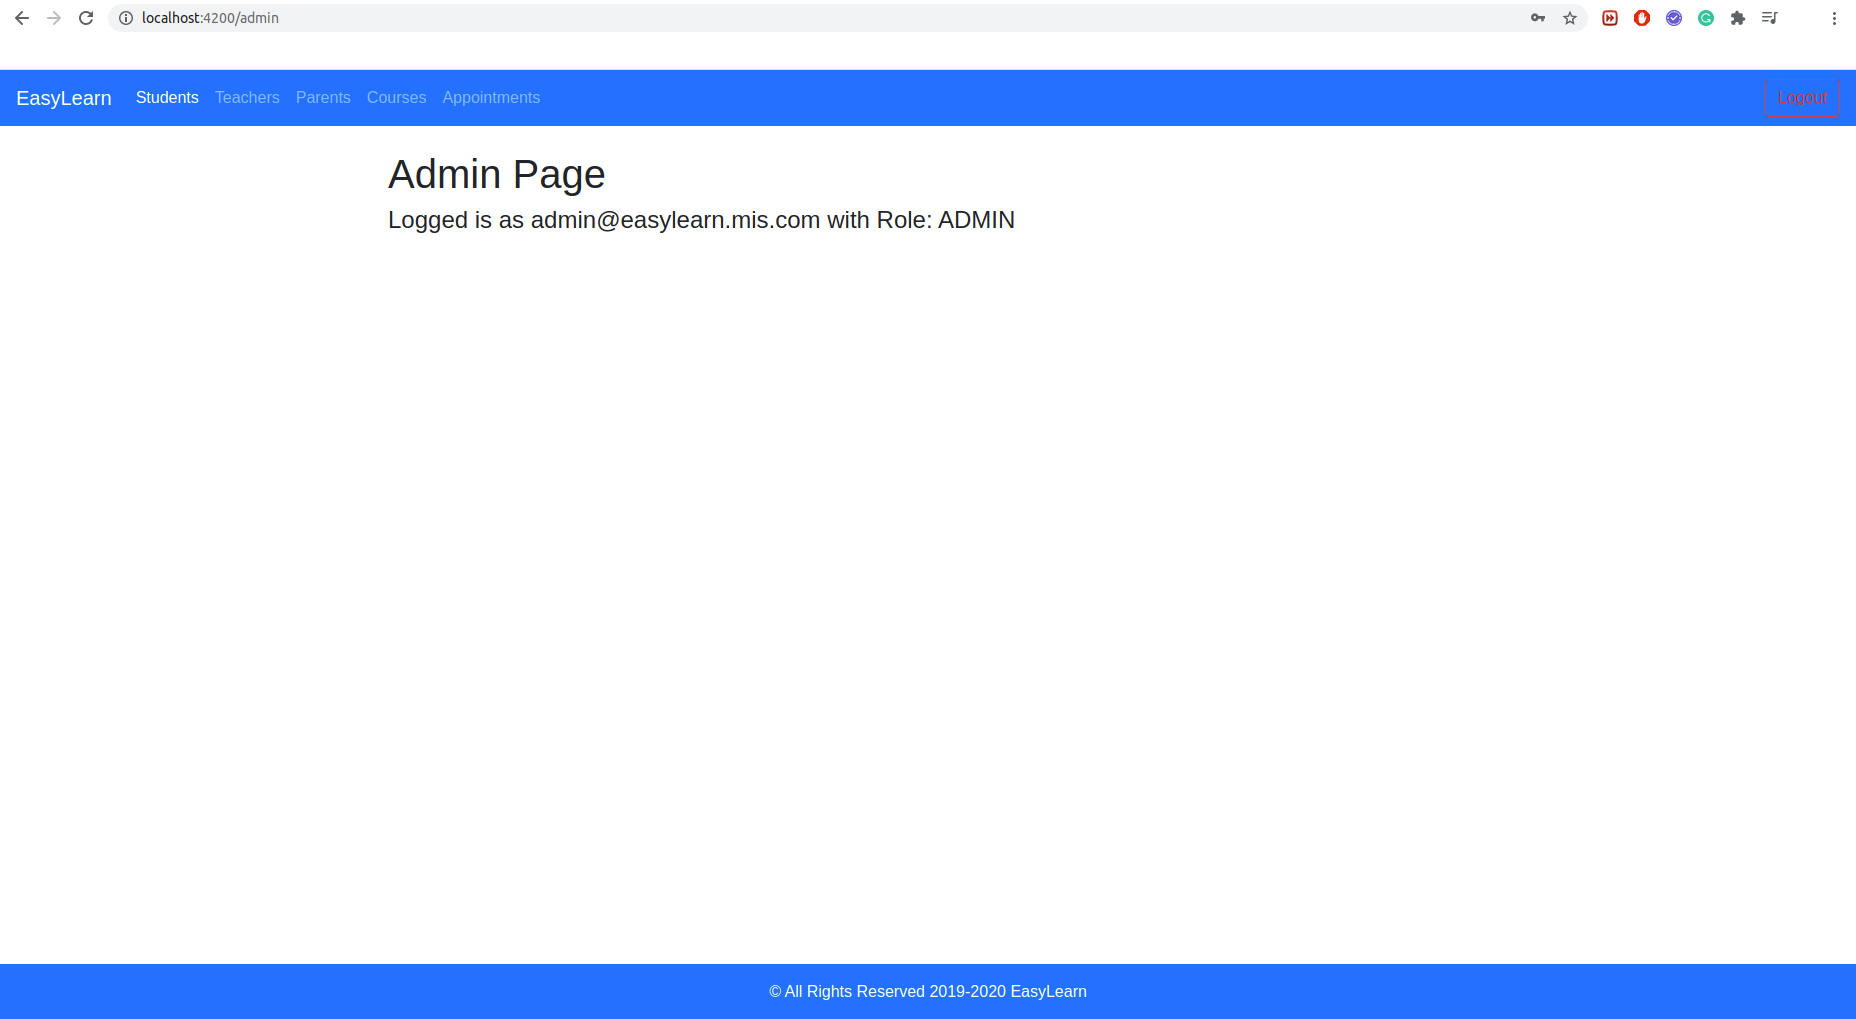 localhost:4200/admin
EasyLearn Students Teachers Parents Courses Appointments Logout
Admin Page
Logged is as admin@easylearn.mis.com with Role: ADMIN
© All Rights Reserved 2019-2020 EasyLearn